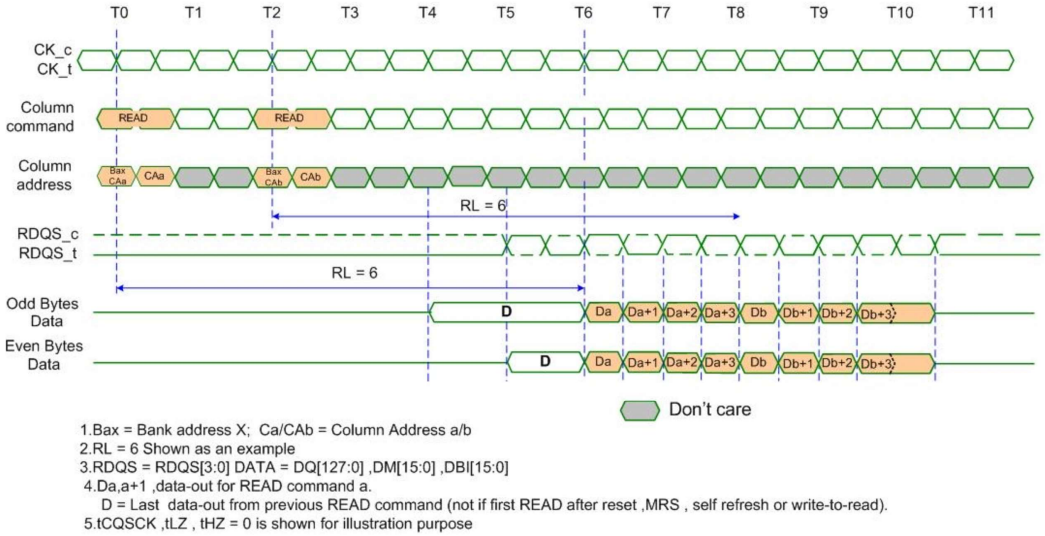 T0 T1 T2 T3 T4 T5 T6 T7 T8 T9 T10 T11
CK_c
CK_t
Column
command
READ READ
Column
address
Bax
CAa
CAa
Bax
CAb
CAb
RL = 6
RDQS_c
RDQS_t
RL = 6
Odd Bytes
Data
D Da Da+1 Da+2 Da+3 Db Db+1 Db+2 Db+3
Even Bytes
Data
D Da Da+1 Da+2 Da+3 Db Db+1 Db+2 Db+3
Don't care
1.Bax = Bank address X; Ca/CAb = Column Address a/b
2.RL = 6 Shown as an example
3.RDQS = RDQS[3:0] DATA = DQ[127:0] ,DM[15:0] ,DBI[15:0]
4.Da,a+1 ,data-out for READ command a.
D = Last data-out from previous READ command (not if first READ after reset ,MRS , self refresh or write-to-read).
5.tCQSCK ,tLZ , tHZ = 0 is shown for illustration purpose